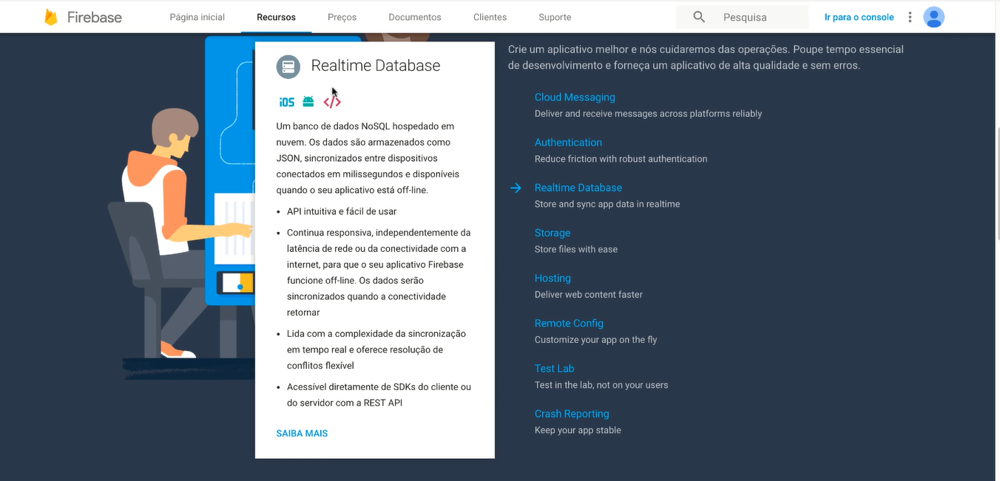 Firebase
Página inicial
Recursos
Preços
Documentos
Clientes
Suporte
Pesquisa
Ir para o console
Realtime Database
iOS
Um banco de dados NoSQL hospedado em
nuvem. Os dados são armazenados como
JSON, sincronizados entre dispositivos
conectados em milissegundos e disponíveis
quando o seu aplicativo está off-line.
• API intuitiva e fácil de usar
• Continua responsiva, independentemente da
latência de rede ou da conectividade com a
internet, para que o seu aplicativo Firebase
funcione off-line. Os dados serão
sincronizados quando a conectividade
retornar
• Lida com a complexidade da sincronização
em tempo real e oferece resolução de
conflitos flexível
• Acessível diretamente de SDKs do cliente ou
do servidor com a REST API
SAIBA MAIS
Crie um aplicativo melhor e nós cuidaremos das operações. Poupe tempo essencial
de desenvolvimento e forneça um aplicativo de alta qualidade e sem erros.
Cloud Messaging
Deliver and receive messages across platforms reliably
Authentication
Reduce friction with robust authentication
Realtime Database
Store and sync app data in realtime
Storage
Store files with ease
Hosting
Deliver web content faster
Remote Config
Customize your app on the fly
Test Lab
Test in the lab, not on your users
Crash Reporting
Keep your app stable